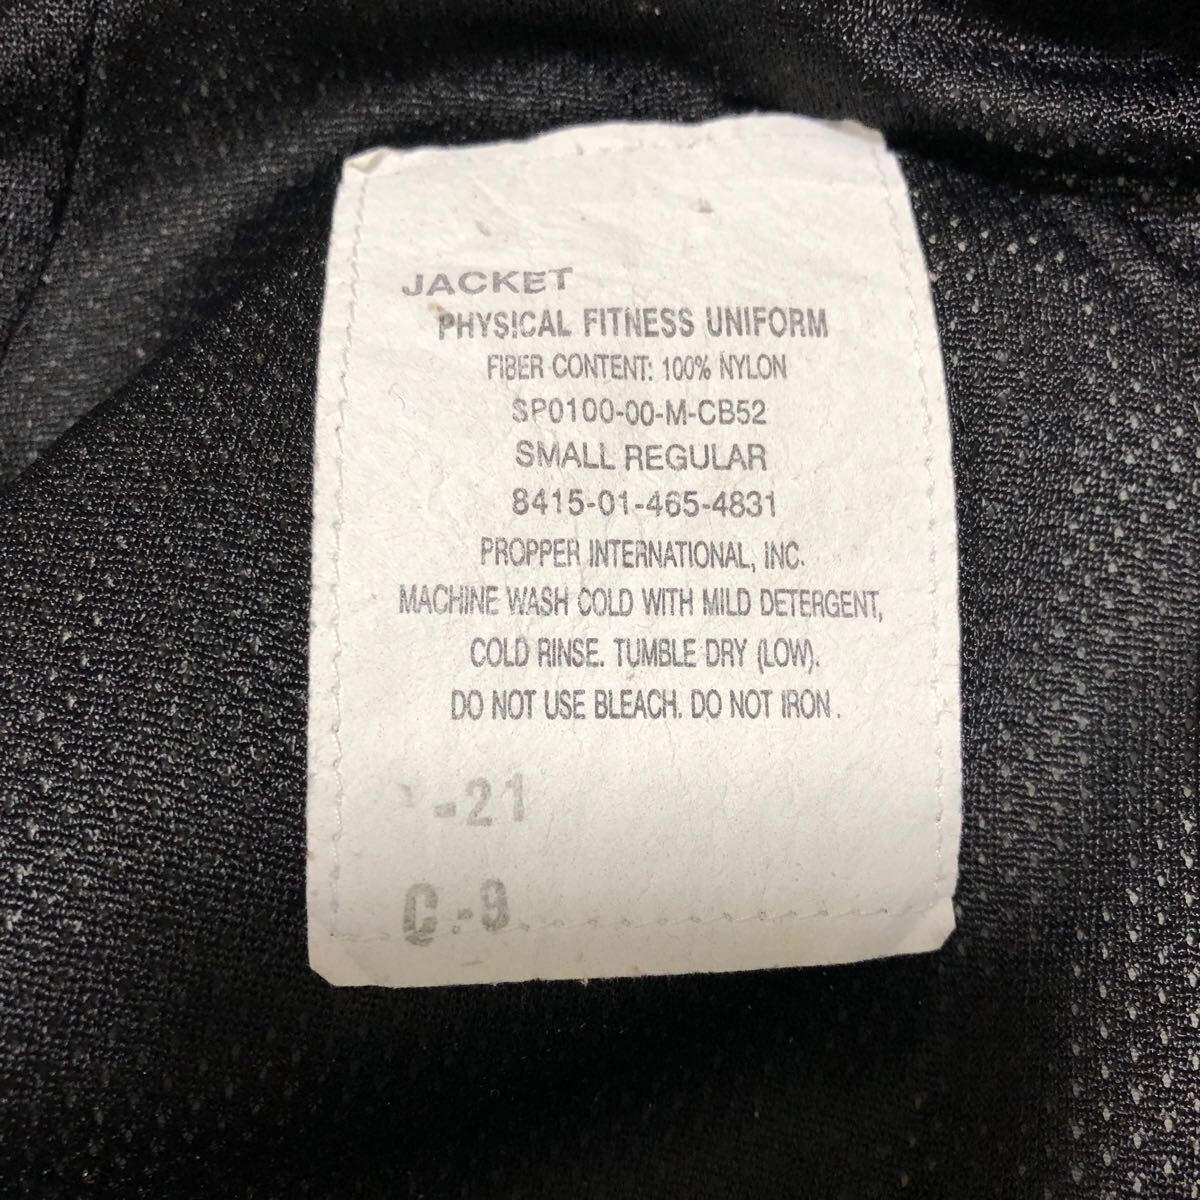 JACKET
PHYSICAL FITNESS UNIFORM
FIBER CONTENT: 100% NYLON
SP0100-00-M-CB52
SMALL REGULAR
8415-01-465-4831
PROPPER INTERNATIONAL, INC.
MACHINE WASH COLD WITH MILD DETERGENT,
COLD RINSE. TUMBLE DRY (LOW).
DO NOT USE BLEACH. DO NOT IRON.
-21
C.-9